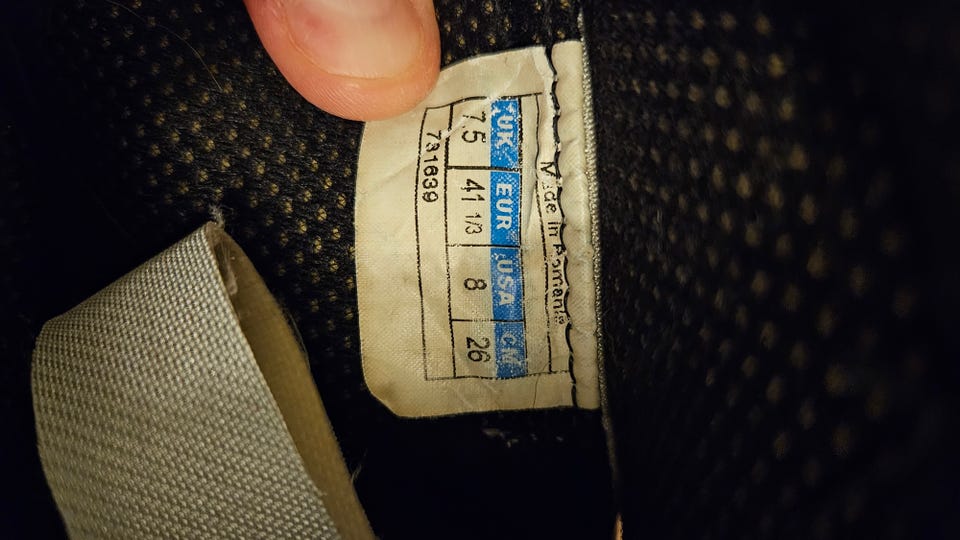 Made in Romania
UK EUR USA CM
7.5 41 1/3 8 26
731639